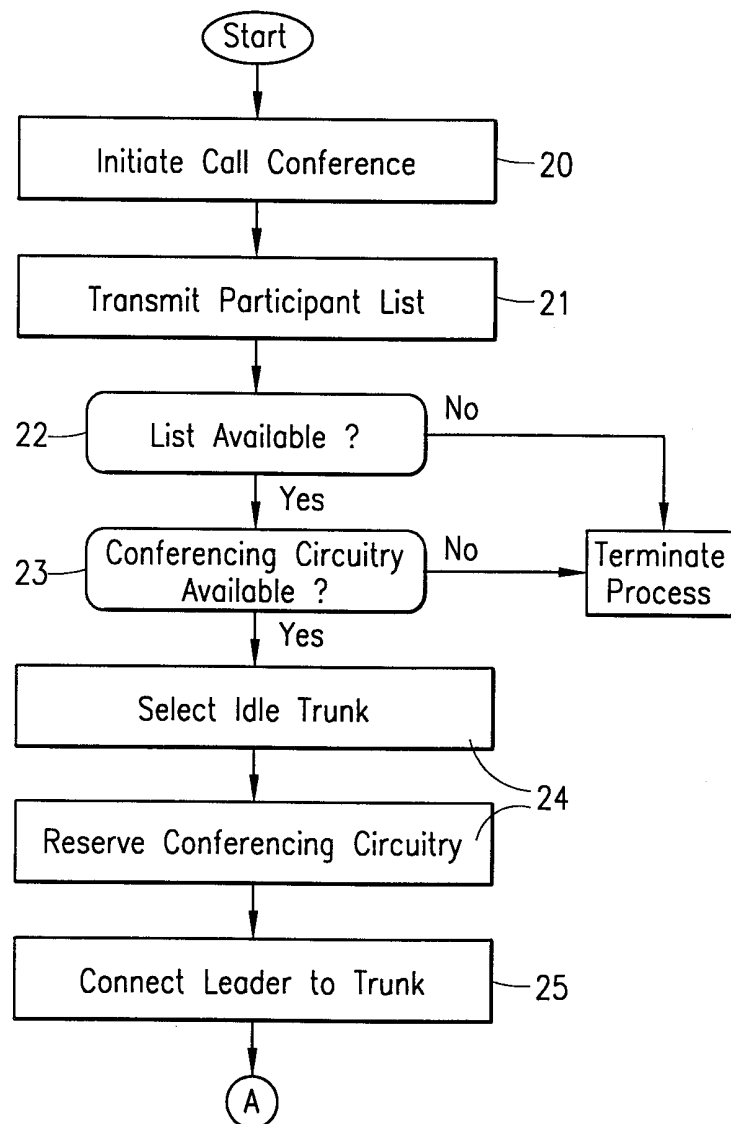 Start
Initiate Call Conference
20
Transmit Participant List
21
22
List Available ?
No
Yes
23
Conferencing Circuitry
Available ?
No
Terminate
Process
Yes
Select Idle Trunk
24
Reserve Conferencing Circuitry
Connect Leader to Trunk
25
A